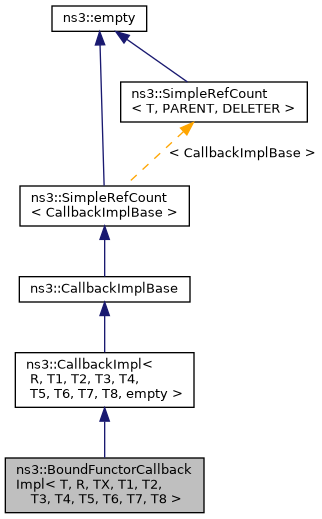 ns3::empty
ns3::SimpleRefCount
< T, PARENT, DELETER >
< CallbackImplBase >
ns3::SimpleRefCount
< CallbackImplBase >
ns3::CallbackImplBase
ns3::CallbackImpl<
R, T1, T2, T3, T4,
T5, T6, T7, T8, empty >
ns3::BoundFunctorCallback
Impl< T, R, TX, T1, T2,
T3, T4, T5, T6, T7, T8 >